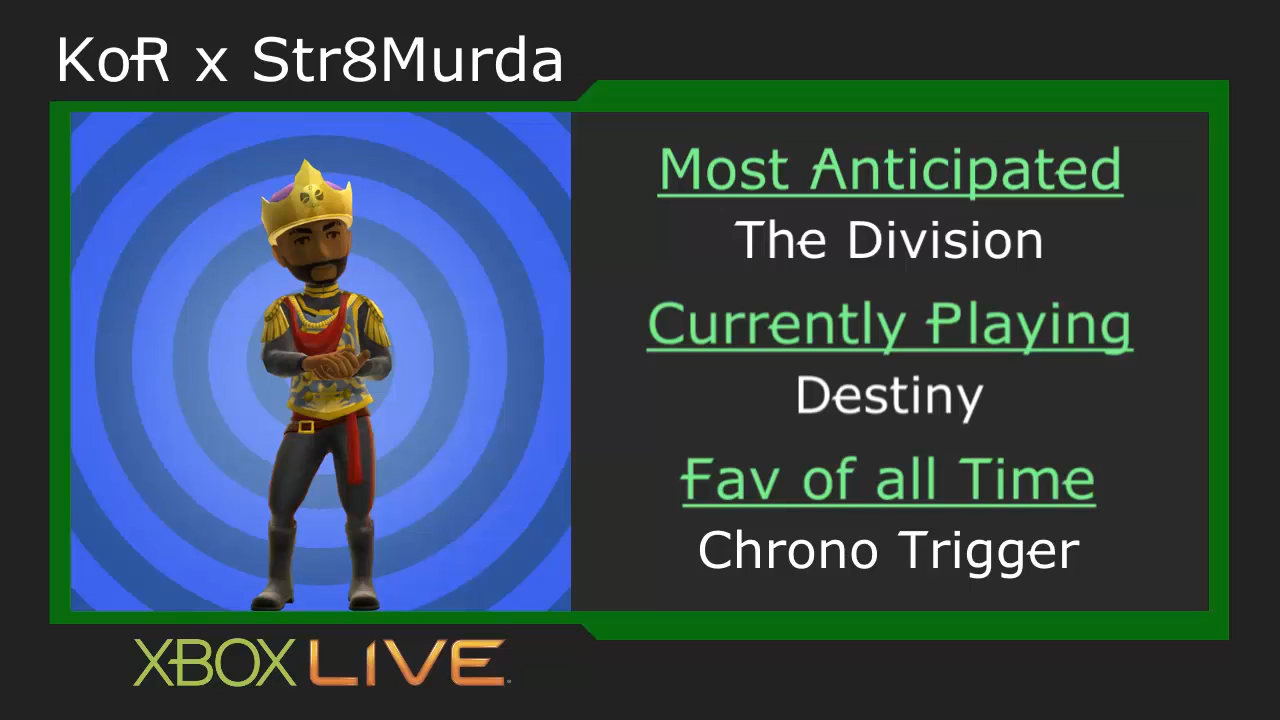 KoR x Str8Murda
Most Anticipated
The Division
Currently Playing
Destiny
Fav of all Time
Chrono Trigger
XBOX LIVE